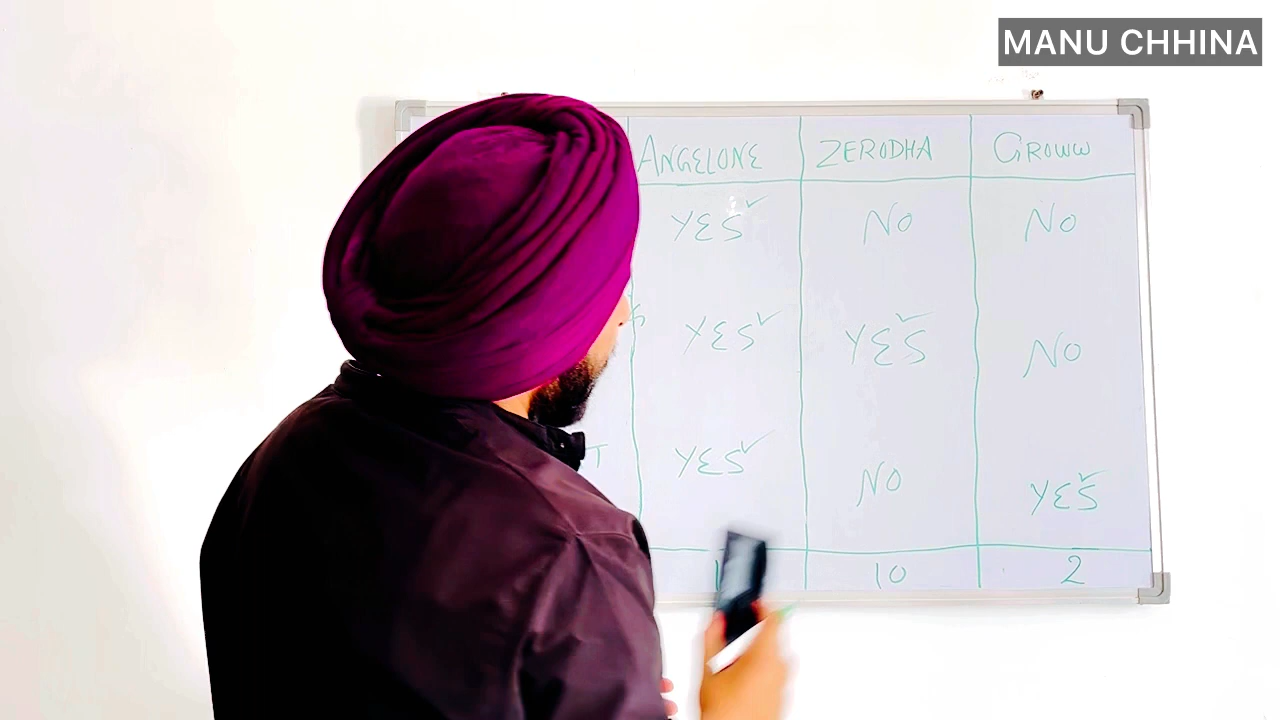 MANU CHHINA
ANGELONE ZERODHA GROWW
YES NO NO
YES YES NO
YES NO YES
10 2